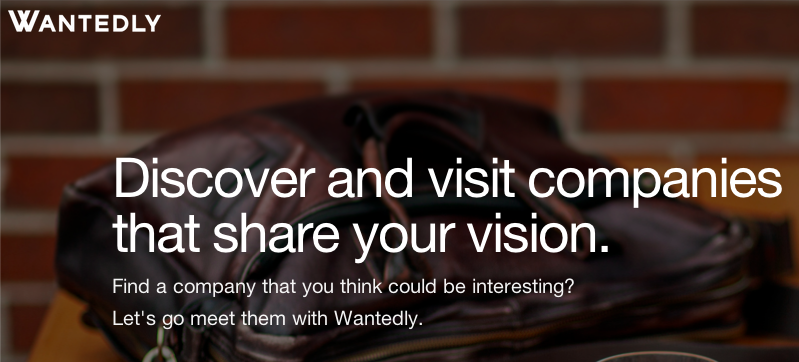 WANTEDLY
Discover and visit companies
that share your vision.
Find a company that you think could be interesting?
Let's go meet them with Wantedly.